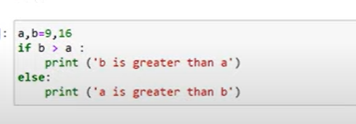 : a,b=9,16
if b > a :
    print ('b is greater than a')
else:
    print ('a is greater than b')